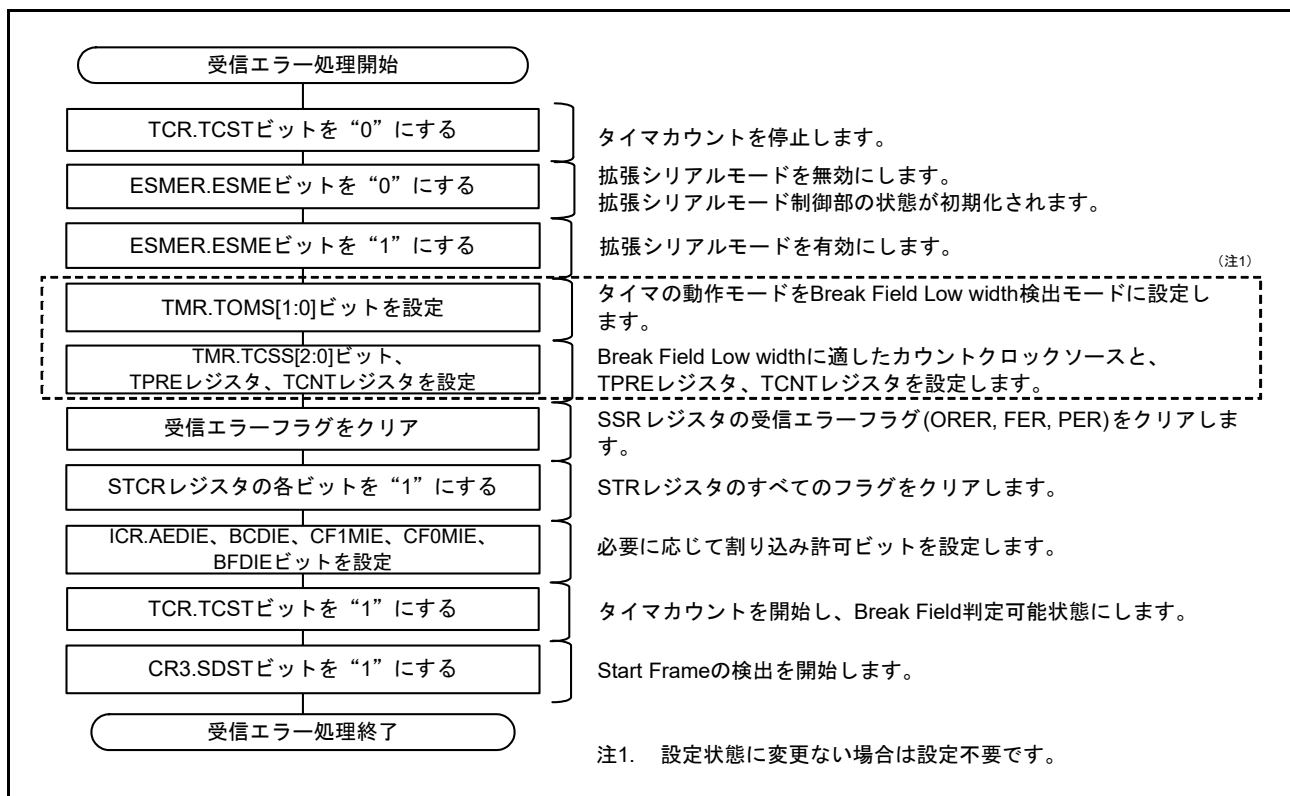 受信エラー処理開始
TCR.TCSTビットを“0”にする
タイマカウントを停止します。
ESMER.ESMEビットを“0”にする
拡張シリアルモードを無効にします。
拡張シリアルモード制御部の状態が初期化されます。
ESMER.ESMEビットを“1”にする
拡張シリアルモードを有効にします。
(注1)
TMR.TOMS[1:0]ビットを設定
タイマの動作モードをBreak Field Low width検出モードに設定し
ます。
TMR.TCSS[2:0]ビット、
TPREレジスタ、TCNTレジスタを設定
Break Field Low widthに適したカウントクロックソースと、
TPREレジスタ、TCNTレジスタを設定します。
受信エラーフラグをクリア
SSRレジスタの受信エラーフラグ(ORER, FER, PER)をクリアしま
す。
STCRレジスタの各ビットを“1”にする
STRレジスタのすべてのフラグをクリアします。
ICR.AEDIE、BCDIE、CF1MIE、CF0MIE、
BFDIEビットを設定
必要に応じて割り込み許可ビットを設定します。
TCR.TCSTビットを“1”にする
タイマカウントを開始し、Break Field判定可能状態にします。
CR3.SDSTビットを“1”にする
Start Frameの検出を開始します。
受信エラー処理終了
注1. 設定状態に変更ない場合は設定不要です。